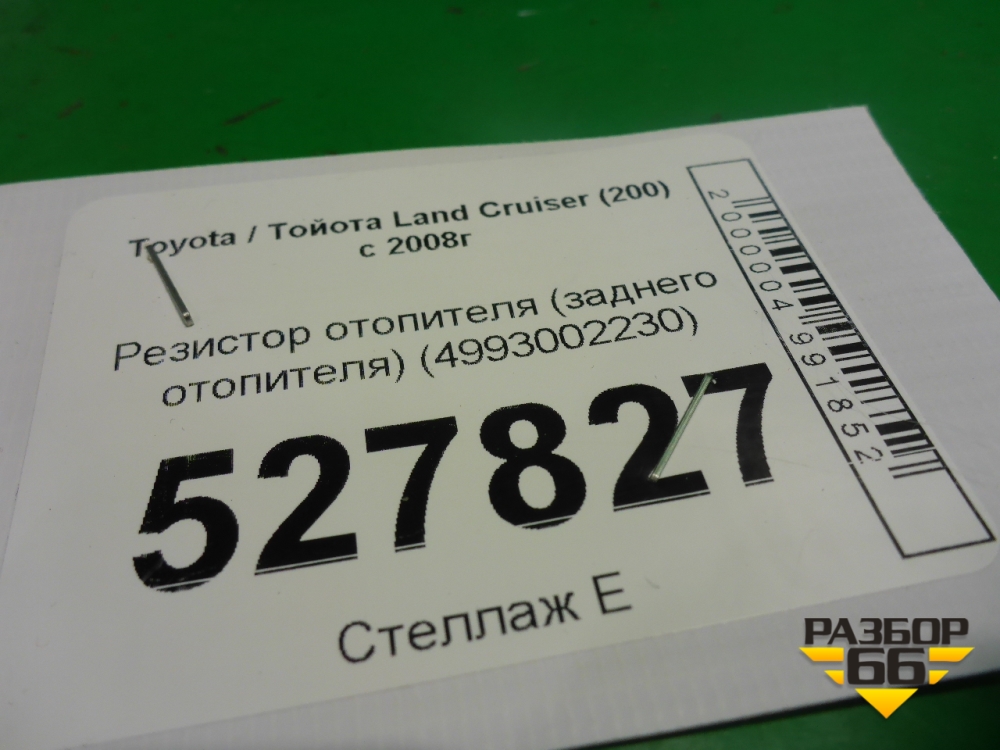 Toyota / Тойота Land Cruiser (200)
с 2008г
Резистор отопителя (заднего
отопителя) (4993002230)
527827
Стеллаж Е
2000004991852
РАЗБОР
66